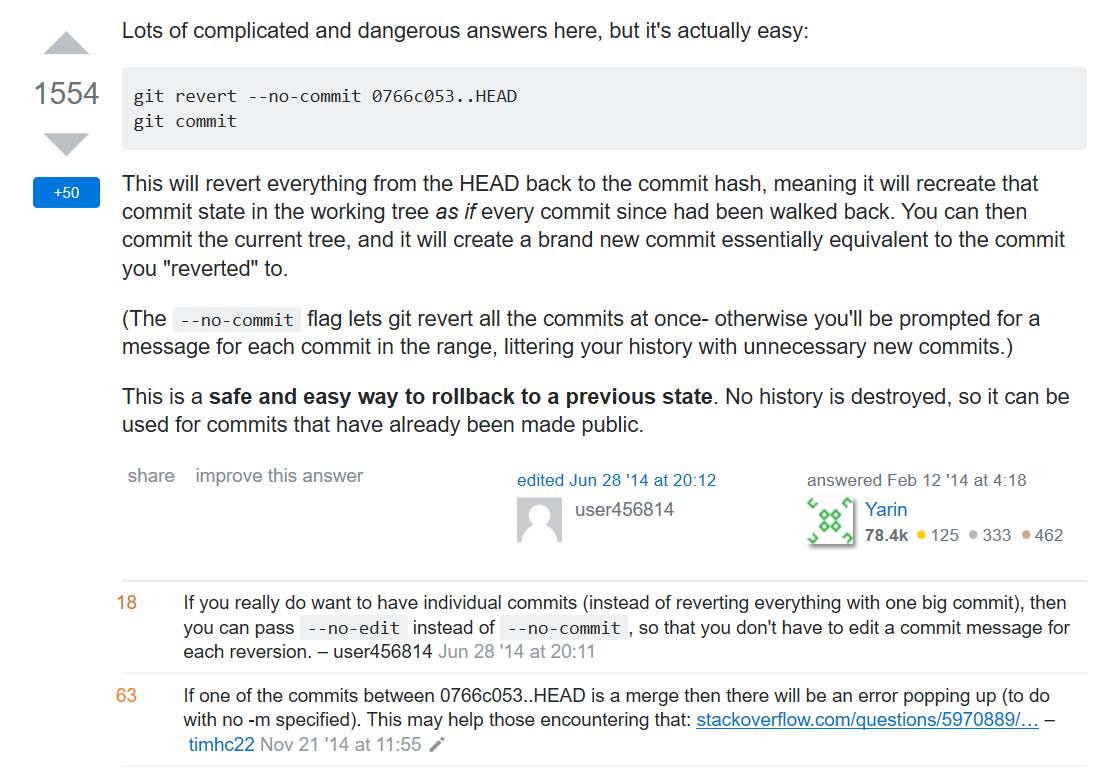 Lots of complicated and dangerous answers here, but it's actually easy:
1554
git revert --no-commit 0766c053..HEAD
git commit
+50
This will revert everything from the HEAD back to the commit hash, meaning it will recreate that
commit state in the working tree as if every commit since had been walked back. You can then
commit the current tree, and it will create a brand new commit essentially equivalent to the commit
you "reverted" to.
(The --no-commit flag lets git revert all the commits at once- otherwise you'll be prompted for a
message for each commit in the range, littering your history with unnecessary new commits.)
This is a safe and easy way to rollback to a previous state. No history is destroyed, so it can be
used for commits that have already been made public.
share improve this answer
edited Jun 28 '14 at 20:12
user456814
answered Feb 12 '14 at 4:18
Yarin
78.4k 125 333 462
18 If you really do want to have individual commits (instead of reverting everything with one big commit), then
you can pass --no-edit instead of --no-commit, so that you don't have to edit a commit message for
each reversion. – user456814 Jun 28 '14 at 20:11
63 If one of the commits between 0766c053..HEAD is a merge then there will be an error popping up (to do
with no -m specified). This may help those encountering that: stackoverflow.com/questions/5970889/… –
timhc22 Nov 21 '14 at 11:55